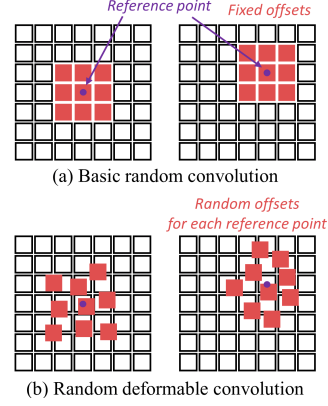 Reference point
Fixed offsets
(a) Basic random convolution
Random offsets
for each reference point
(b) Random deformable convolution